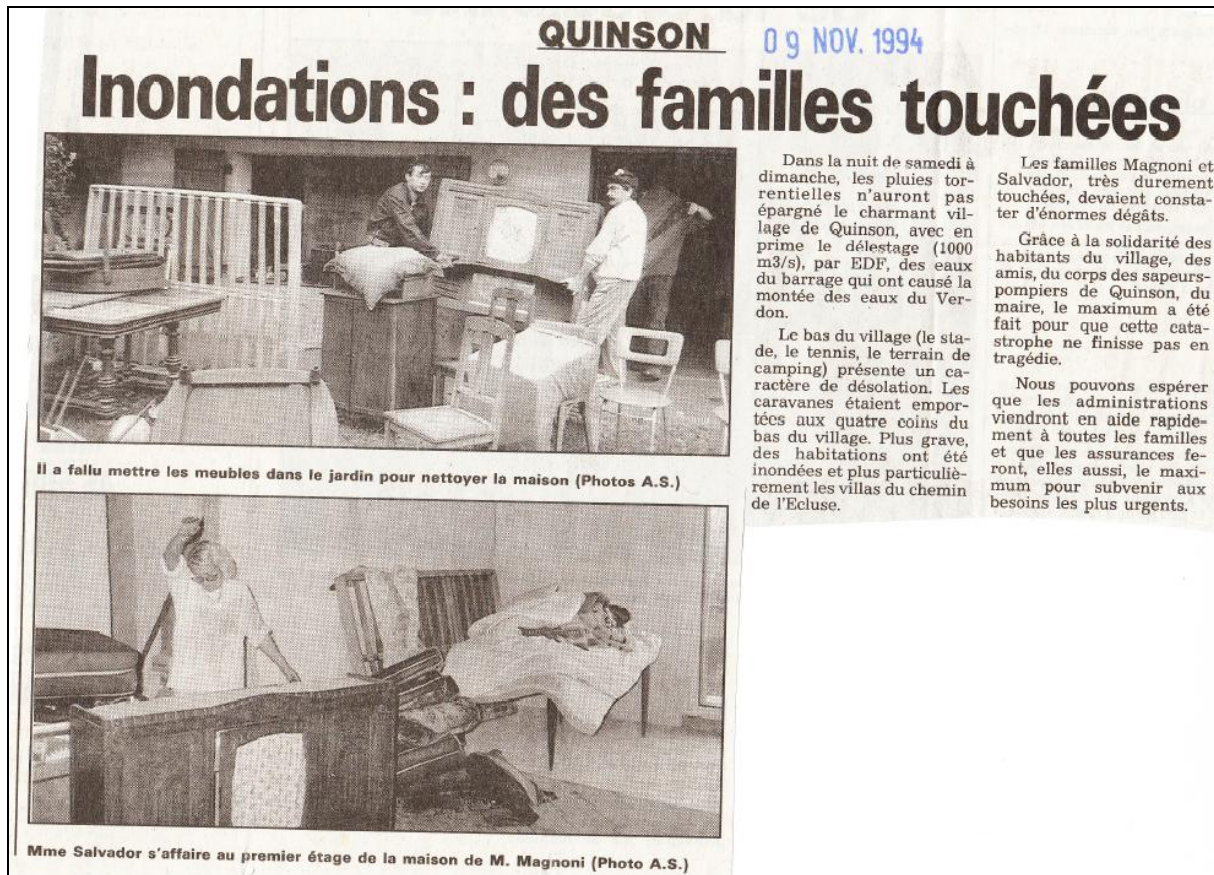 QUINSON
09 NOV. 1994
Inondations : des familles touchées
Dans la nuit de samedi à
dimanche, les pluies tor-
rentielles n'auront pas
épargné le charmant vil-
lage de Quinson, avec en
prime le délestage (1000
m3/s), par EDF, des eaux
du barrage qui ont causé la
montée des eaux du Ver-
don.
Le bas du village (le sta-
de, le tennis, le terrain de
camping) présente un ca-
ractère de désolation. Les
caravanes étaient empor-
tées aux quatre coins du
bas du village. Plus grave,
des habitations ont été
inondées et plus particuliè-
rement les villas du chemin
de l'Ecluse.
Les familles Magnoni et
Salvador, très durement
touchées, devaient consta-
ter d'énormes dégâts.
Grâce à la solidarité des
habitants du village, des
amis, du corps des sapeurs-
pompiers de Quinson, du
maire, le maximum a été
fait pour que cette cata-
strophe ne finisse pas en
tragédie.
Nous pouvons espérer
que les administrations
viendront en aide rapide-
ment à toutes les familles
et que les assurances fe-
ront, elles aussi, le maxi-
mum pour subvenir aux
besoins les plus urgents.
Il a fallu mettre les meubles dans le jardin pour nettoyer la maison (Photos A.S.)
Mme Salvador s'affaire au premier étage de la maison de M. Magnoni (Photo A.S.)